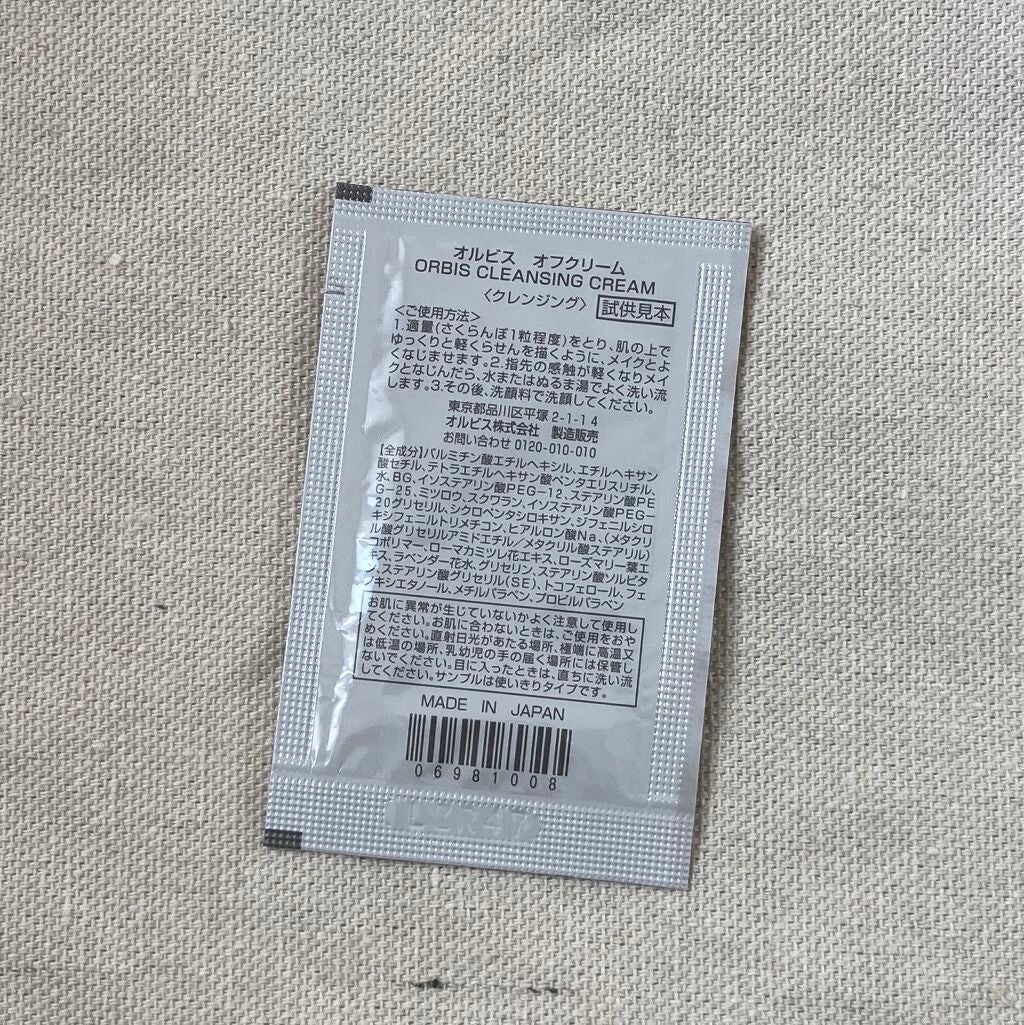 オルビス オフクリーム
ORBIS CLEANSING CREAM
〈クレンジング〉 試供見本
＜ご使用方法＞
1.適量(さくらんぼ1粒程度)をとり、肌の上で
ゆっくりと軽くらせんを描くように、メイクとよ
くなじませます。2.指先の感触が軽くなりメイ
クとなじんだら、水またはぬるま湯でよく洗い流
します。3.その後、洗顔料で洗顔してください。
東京都品川区平塚 2-1-14
オルビス株式会社 製造販売
お問い合わせ 0120-010-010
【全成分】パルミチン酸エチルヘキシル、エチルヘキサン
酸セチル、テトラエチルヘキサン酸ペンタエリスリチル、
水、BG、イソステアリン酸PEG-12、ステアリン酸PE
G-25、ミツロウ、スクワラン、イソステアリン酸PEG-
20グリセリル、シクロペンタシロキサン、ジフェニルシロ
キシフェニルトリメチコン、ヒアルロン酸Na、(メタクリ
ル酸グリセリルアミドエチル/メタクリル酸ステアリル)
コポリマー、ローマカミツレ花エキス、ローズマリー葉エ
キス、ラベンダー花水、グリセリン、ステアリン酸ソルビタ
ン、ステアリン酸グリセリル(SE)、トコフェロール、フェ
ノキシエタノール、メチルパラベン、プロピルパラベン
お肌に異常が生じていないかよく注意して使用し
てください。お肌に合わないときは、ご使用をおや
めください。直射日光があたる場所、極端に高温又
は低温の場所、乳幼児の手の届く場所には保管し
ないでください。目に入ったときは、直ちに洗い流
してください。サンプルは使いきりタイプです。
MADE IN JAPAN
06981008